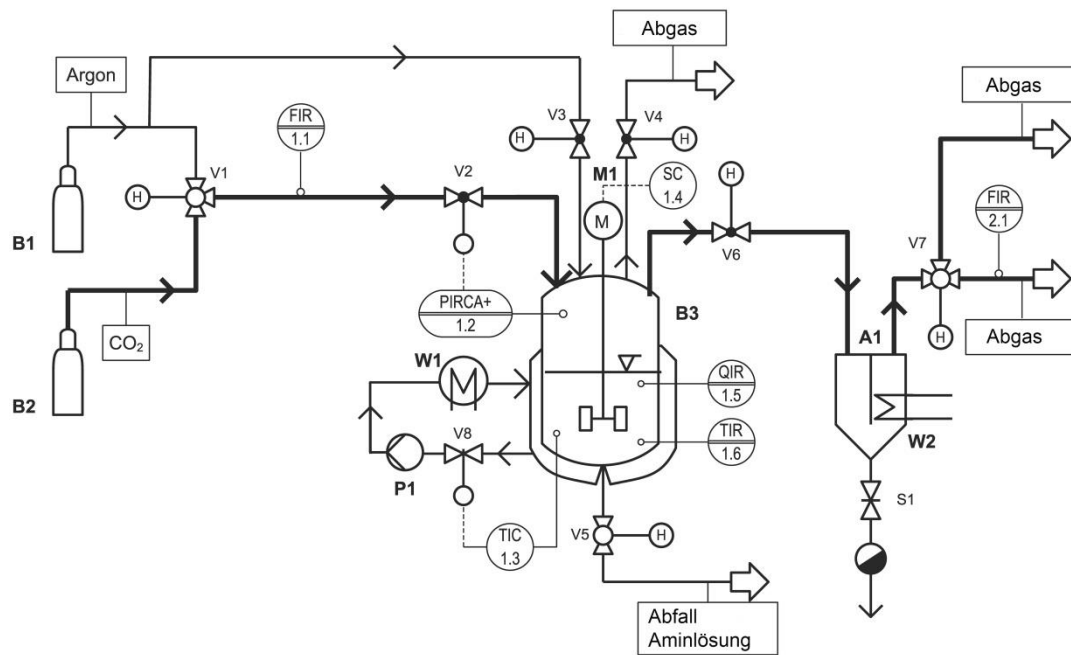 Abgas
Argon
Abgas
V3
V4
FIR
1.1
H
H
V1
V2
M1
SC
1.4
H
FIR
2.1
H
M
V7
B1
V6
PIRCA+
1.2
B3
H
Abgas
CO₂
A1
W1
QIR
1.5
B2
V8
TIR
1.6
W2
P1
S1
TIC
1.3
V5
H
Abfall
Aminlösung